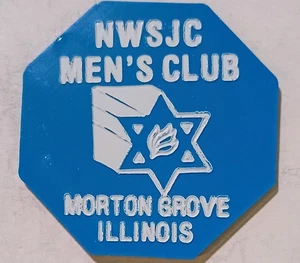 NWSJC
MEN'S CLUB
MORTON GROVE
ILLINOIS